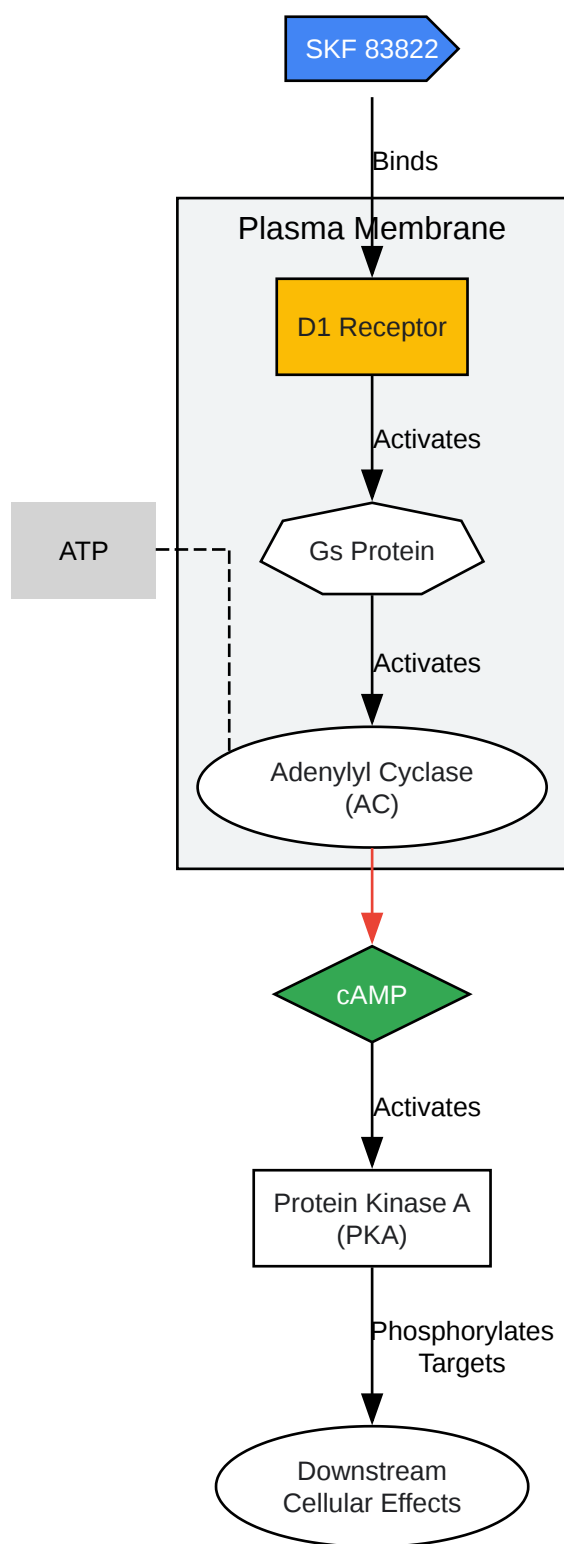 SKF 83822
Binds
Plasma Membrane
D1 Receptor
Activates
ATP
Gs Protein
Activates
Adenylyl Cyclase
(AC)
cAMP
Activates
Protein Kinase A
(PKA)
Phosphorylates
Targets
Downstream
Cellular Effects